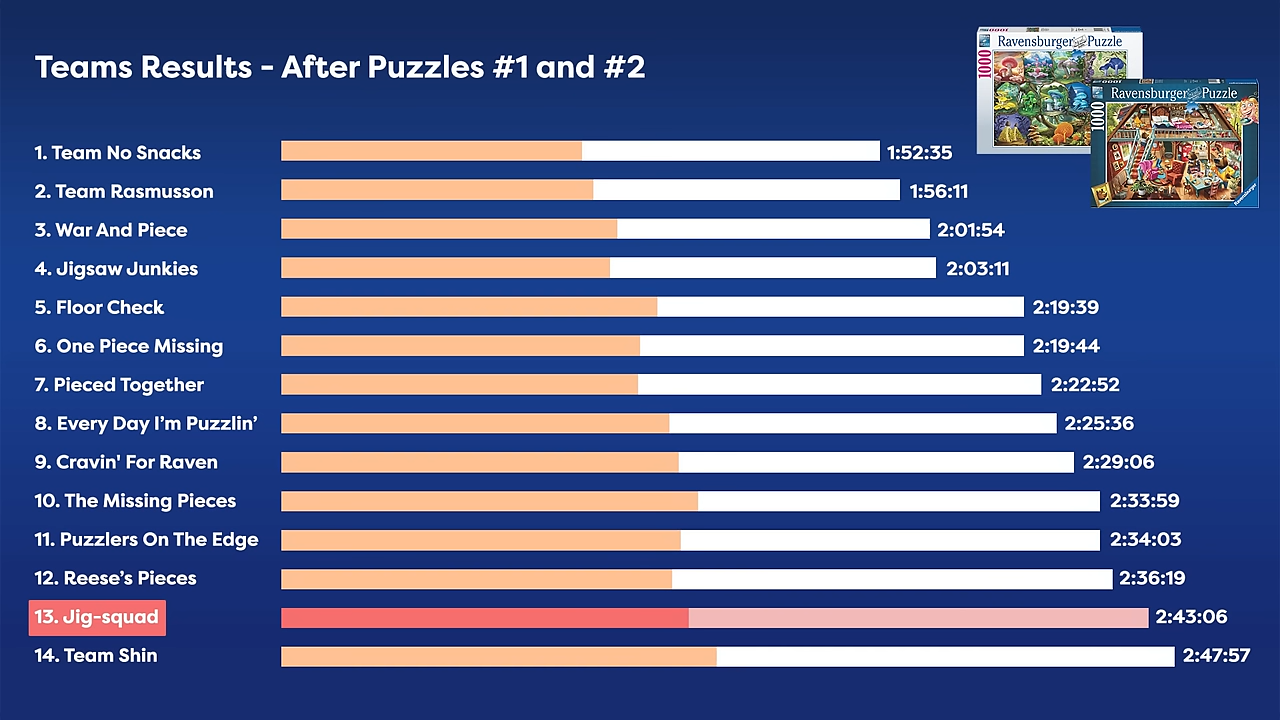 Teams Results - After Puzzles #1 and #2
Ravensburger Puzzle
1000
Ravensburger Puzzle
1000
Ravensburger
1. Team No Snacks 1:52:35
2. Team Rasmusson 1:56:11
3. War And Piece 2:01:54
4. Jigsaw Junkies 2:03:11
5. Floor Check 2:19:39
6. One Piece Missing 2:19:44
7. Pieced Together 2:22:52
8. Every Day I’m Puzzlin’ 2:25:36
9. Cravin' For Raven 2:29:06
10. The Missing Pieces 2:33:59
11. Puzzlers On The Edge 2:34:03
12. Reese’s Pieces 2:36:19
13. Jig-squad 2:43:06
14. Team Shin 2:47:57